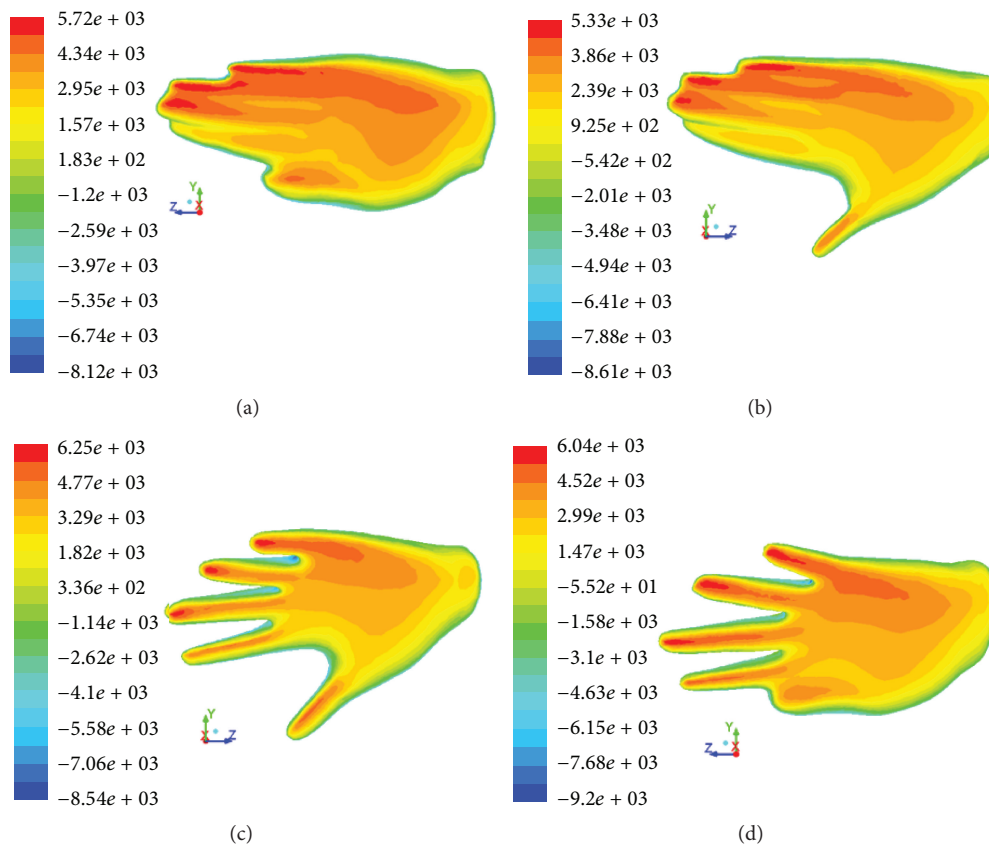 5.72e + 03
4.34e + 03
2.95e + 03
1.57e + 03
1.83e + 02
−1.2e + 03
−2.59e + 03
−3.97e + 03
−5.35e + 03
−6.74e + 03
−8.12e + 03
Y
X
Z
(a)
5.33e + 03
3.86e + 03
2.39e + 03
9.25e + 02
−5.42e + 02
−2.01e + 03
−3.48e + 03
−4.94e + 03
−6.41e + 03
−7.88e + 03
−8.61e + 03
Y
X
Z
(b)
6.25e + 03
4.77e + 03
3.29e + 03
1.82e + 03
3.36e + 02
−1.14e + 03
−2.62e + 03
−4.1e + 03
−5.58e + 03
−7.06e + 03
−8.54e + 03
Y
X
Z
(c)
6.04e + 03
4.52e + 03
2.99e + 03
1.47e + 03
−5.52e + 01
−1.58e + 03
−3.1e + 03
−4.63e + 03
−6.15e + 03
−7.68e + 03
−9.2e + 03
Y
X
Z
(d)